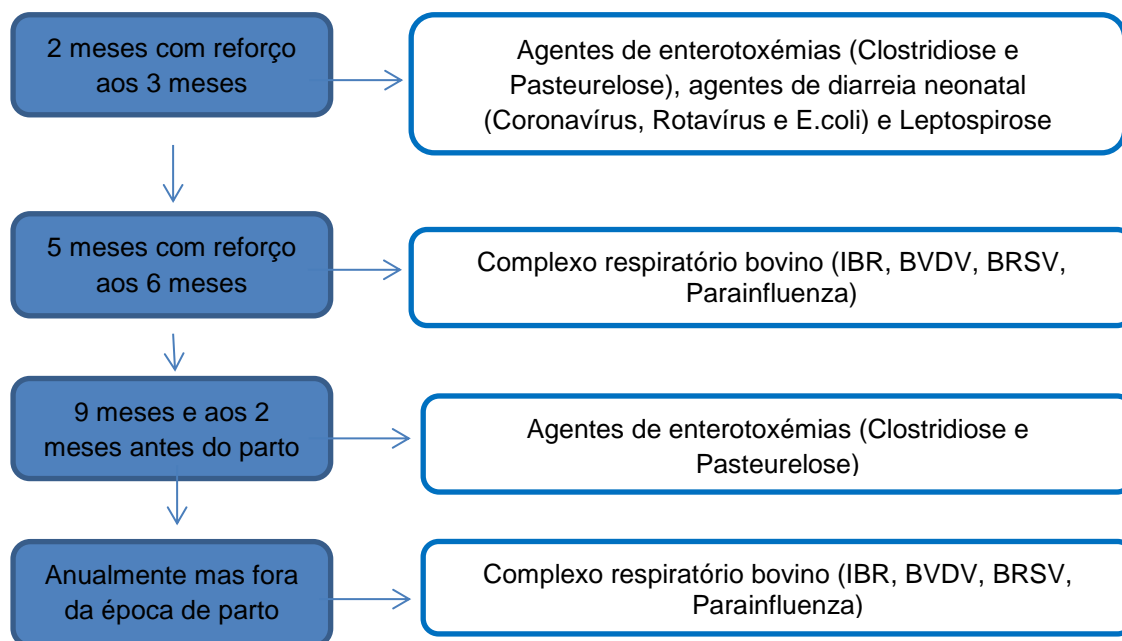 2 meses com reforço
aos 3 meses
Agentes de enterotoxémias (Clostridiose e
Pasteurelose), agentes de diarreia neonatal
(Coronavírus, Rotavírus e E.coli) e Leptospirose
5 meses com reforço
aos 6 meses
Complexo respiratório bovino (IBR, BVDV, BRSV,
Parainfluenza)
9 meses e aos 2
meses antes do parto
Agentes de enterotoxémias (Clostridiose e
Pasteurelose)
Anualmente mas fora
da época de parto
Complexo respiratório bovino (IBR, BVDV, BRSV,
Parainfluenza)